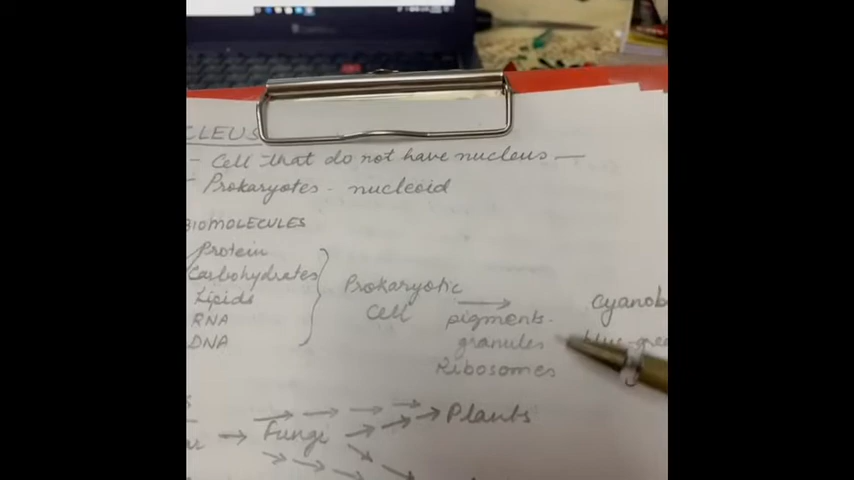 CLEUS
- Cell that do not have nucleus —
- Prokaryotes - nucleoid
BIOMOLECULES
Protein
Carbohydrates
Lipids
RNA
DNA
Prokaryotic
Cell
pigments.
granules
Ribosomes
Cyanob
Fungi
Plants